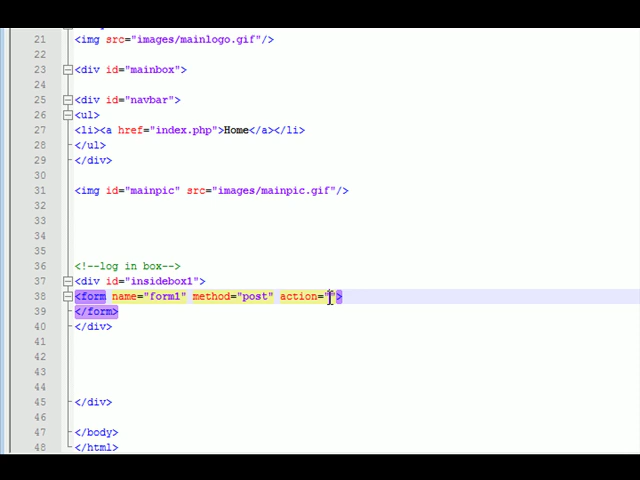 21 <img src="images/mainlogo.gif"/>
22
23 <div id="mainbox">
24
25 <div id="navbar">
26 <ul>
27 <li><a href="index.php">Home</a></li>
28 </ul>
29 </div>
30
31 <img id="mainpic" src="images/mainpic.gif"/>
32
33
34
35
36 <!--log in box-->
37 <div id="insidebox1">
38 <form name="form1" method="post" action="">
39 </form>
40 </div>
41
42
43
44
45 </div>
46
47 </body>
48 </html>